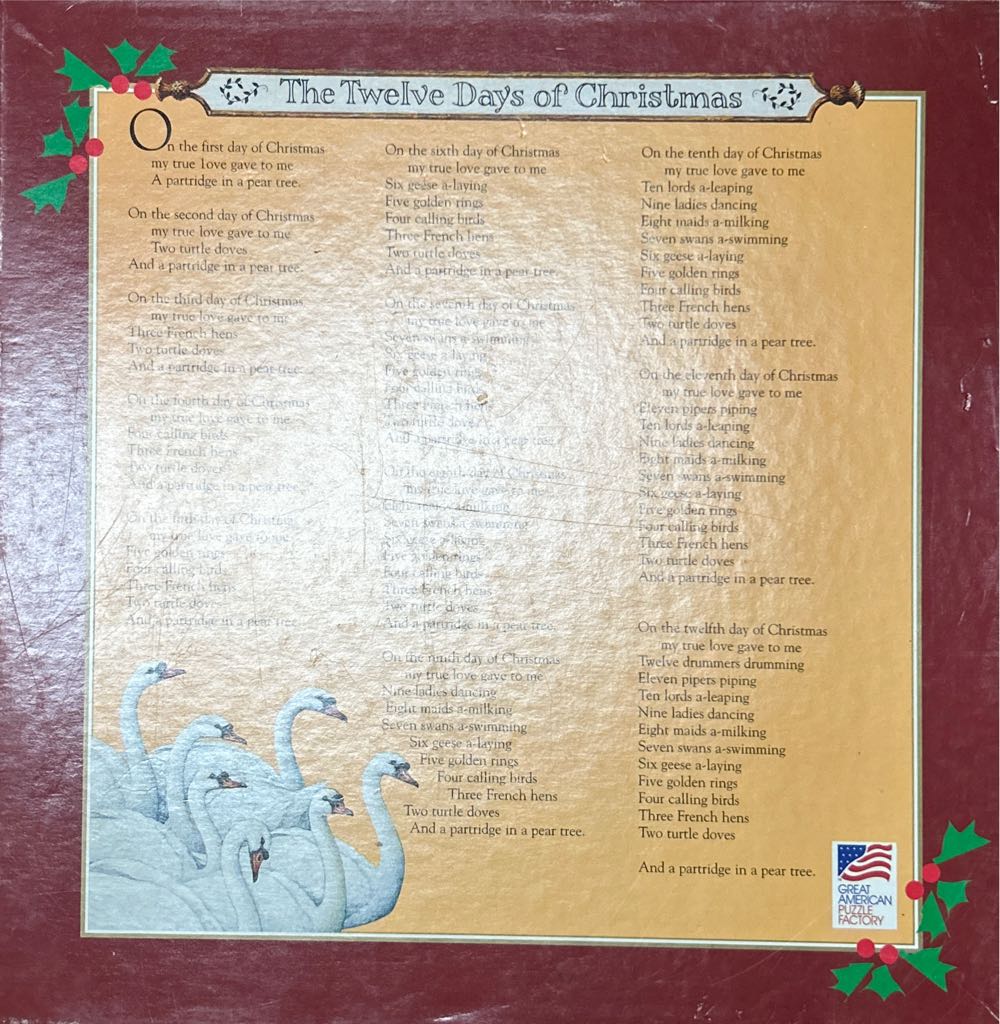 The Twelve Days of Christmas
On the first day of Christmas
my true love gave to me
A partridge in a pear tree.
On the second day of Christmas
my true love gave to me
Two turtle doves
And a partridge in a pear tree.
On the third day of Christmas
my true love gave to me
Three French hens
Two turtle doves
And a partridge in a pear tree.
On the fourth day of Christmas
my true love gave to me
Four calling birds
Three French hens
Two turtle doves
And a partridge in a pear tree.
On the fifth day of Christmas
my true love gave to me
Five golden rings
Four calling birds
Three French hens
Two turtle doves
And a partridge in a pear tree.
On the sixth day of Christmas
my true love gave to me
Six geese a-laying
Five golden rings
Four calling birds
Three French hens
Two turtle doves
And a partridge in a pear tree.
On the seventh day of Christmas
my true love gave to me
Seven swans a-swimming
Six geese a-laying
Five golden rings
Four calling birds
Three French hens
Two turtle doves
And a partridge in a pear tree.
On the eighth day of Christmas
my true love gave to me
Eight maids a-milking
Seven swans a-swimming
Six geese a-laying
Five golden rings
Four calling birds
Three French hens
Two turtle doves
And a partridge in a pear tree.
On the ninth day of Christmas
my true love gave to me
Nine ladies dancing
Eight maids a-milking
Seven swans a-swimming
Six geese a-laying
Five golden rings
Four calling birds
Three French hens
Two turtle doves
And a partridge in a pear tree.
On the tenth day of Christmas
my true love gave to me
Ten lords a-leaping
Nine ladies dancing
Eight maids a-milking
Seven swans a-swimming
Six geese a-laying
Five golden rings
Four calling birds
Three French hens
Two turtle doves
And a partridge in a pear tree.
On the eleventh day of Christmas
my true love gave to me
Eleven pipers piping
Ten lords a-leaping
Nine ladies dancing
Eight maids a-milking
Seven swans a-swimming
Six geese a-laying
Five golden rings
Four calling birds
Three French hens
Two turtle doves
And a partridge in a pear tree.
On the twelfth day of Christmas
my true love gave to me
Twelve drummers drumming
Eleven pipers piping
Ten lords a-leaping
Nine ladies dancing
Eight maids a-milking
Seven swans a-swimming
Six geese a-laying
Five golden rings
Four calling birds
Three French hens
Two turtle doves
And a partridge in a pear tree.
GREAT
AMERICAN
PUZZLE
FACTORY